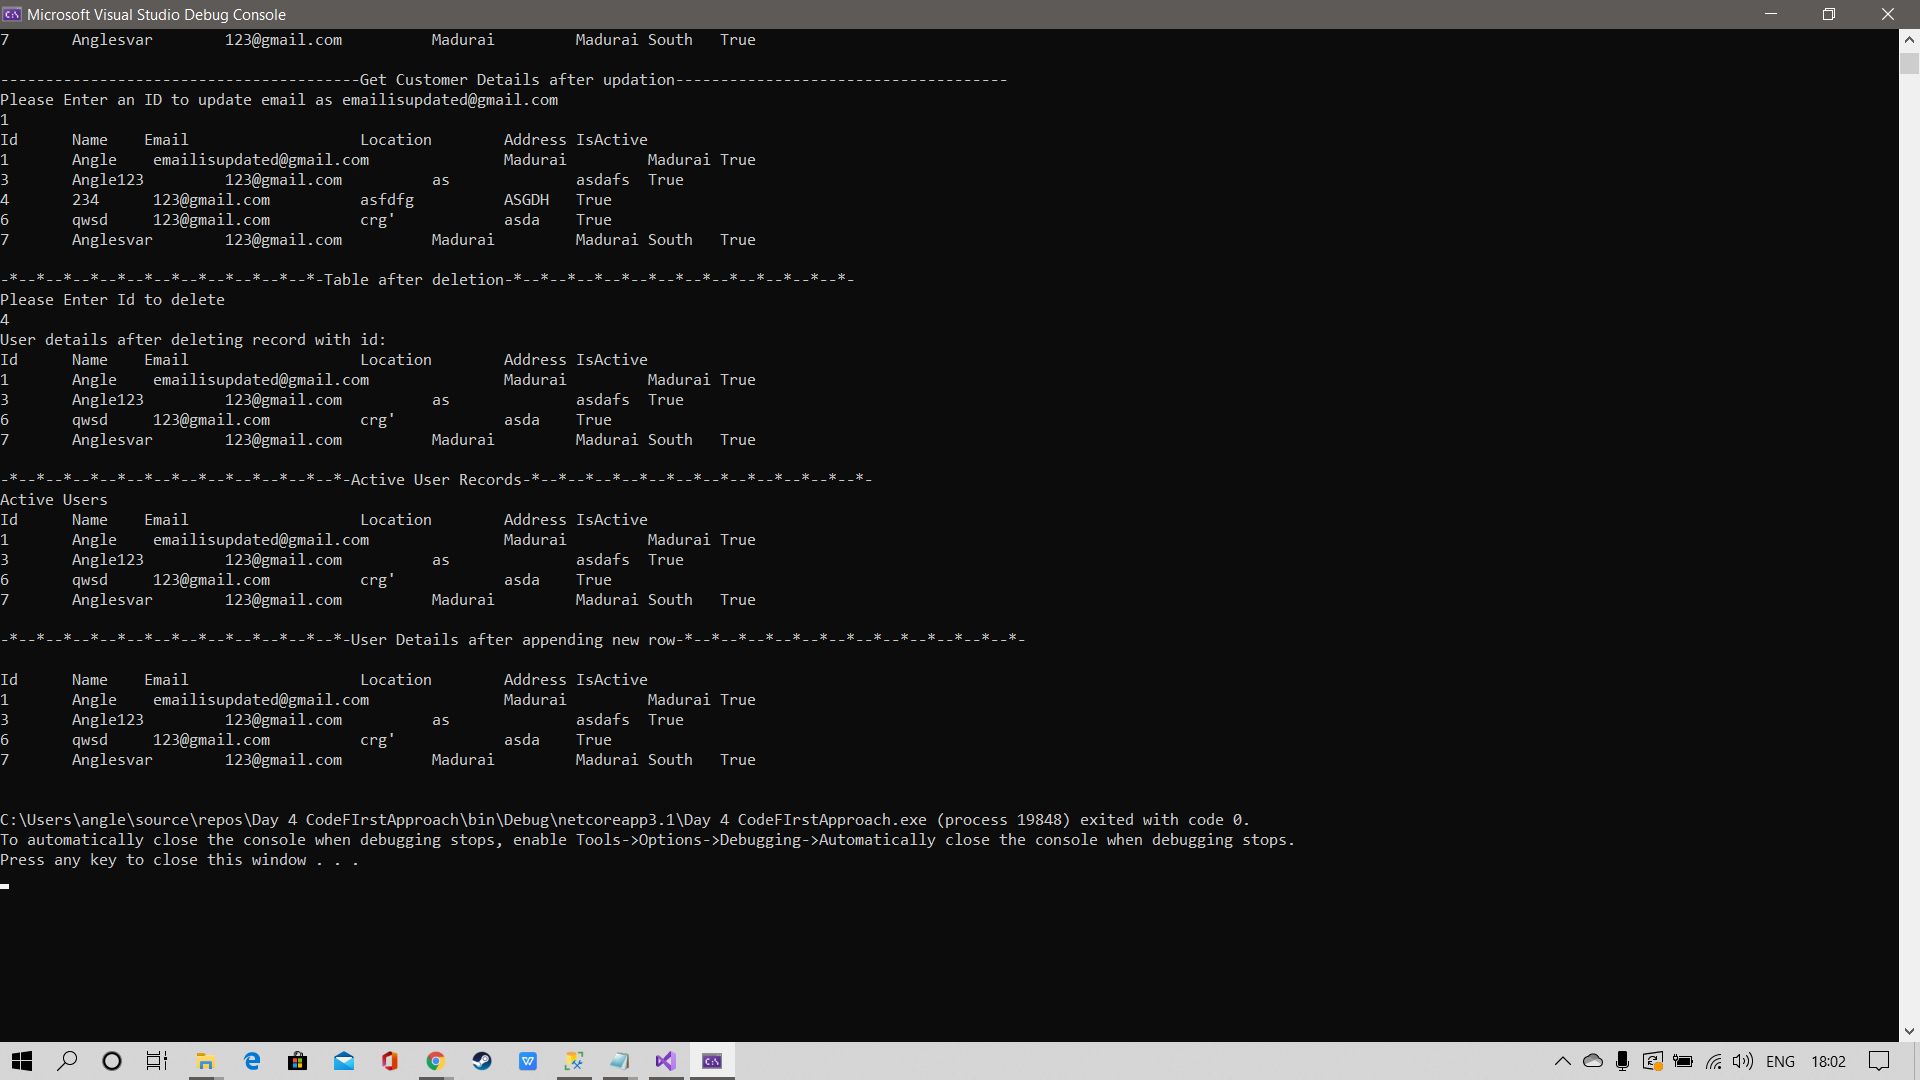 Microsoft Visual Studio Debug Console
7       Anglesvar        123@gmail.com          Madurai         Madurai South   True
----------------------------------------Get Customer Details after updation-------------------------------------
Please Enter an ID to update email as emailisupdated@gmail.com
1
Id      Name    Email                   Location        Address IsActive
1       Angle    emailisupdated@gmail.com               Madurai         Madurai True
3       Angle123         123@gmail.com          as              asdafs  True
4       234      123@gmail.com          asfdfg          ASGDH   True
6       qwsd     123@gmail.com          crg'            asda    True
7       Anglesvar        123@gmail.com          Madurai         Madurai South   True
-*--*--*--*--*--*--*--*--*--*--*--*-Table after deletion-*--*--*--*--*--*--*--*--*--*--*--*--*-
Please Enter Id to delete
4
User details after deleting record with id:
Id      Name    Email                   Location        Address IsActive
1       Angle    emailisupdated@gmail.com               Madurai         Madurai True
3       Angle123         123@gmail.com          as              asdafs  True
6       qwsd     123@gmail.com          crg'            asda    True
7       Anglesvar        123@gmail.com          Madurai         Madurai South   True
-*--*--*--*--*--*--*--*--*--*--*--*--*-Active User Records-*--*--*--*--*--*--*--*--*--*--*--*--*-
Active Users
Id      Name    Email                   Location        Address IsActive
1       Angle    emailisupdated@gmail.com               Madurai         Madurai True
3       Angle123         123@gmail.com          as              asdafs  True
6       qwsd     123@gmail.com          crg'            asda    True
7       Anglesvar        123@gmail.com          Madurai         Madurai South   True
-*--*--*--*--*--*--*--*--*--*--*--*--*-User Details after appending new row-*--*--*--*--*--*--*--*--*--*--*--*--*-
Id      Name    Email                   Location        Address IsActive
1       Angle    emailisupdated@gmail.com               Madurai         Madurai True
3       Angle123         123@gmail.com          as              asdafs  True
6       qwsd     123@gmail.com          crg'            asda    True
7       Anglesvar        123@gmail.com          Madurai         Madurai South   True
C:\Users\angle\source\repos\Day 4 CodeFIrstApproach\bin\Debug\netcoreapp3.1\Day 4 CodeFIrstApproach.exe (process 19848) exited with code 0.
To automatically close the console when debugging stops, enable Tools->Options->Debugging->Automatically close the console when debugging stops.
Press any key to close this window . . .
ENG 18:02